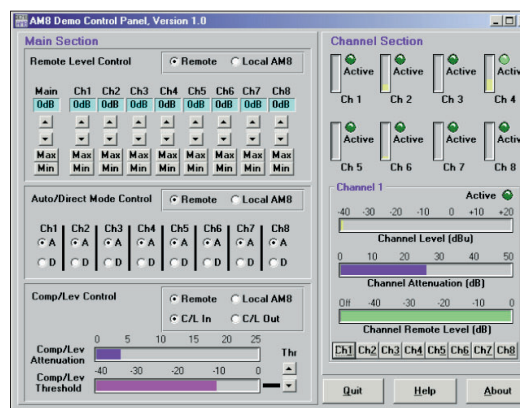 AM8 Demo Control Panel, Version 1.0
Main Section
Remote Level Control
Remote Local AM8
Main Ch1 Ch2 Ch3 Ch4 Ch5 Ch6 Ch7 Ch8
0dB 0dB 0dB 0dB 0dB 0dB 0dB 0dB 0dB
Max Max Max Max Max Max Max Max Max
Min Min Min Min Min Min Min Min Min
Auto/Direct Mode Control
Remote Local AM8
Ch1 Ch2 Ch3 Ch4 Ch5 Ch6 Ch7 Ch8
A A A A A A A A
D D D D D D D D
Comp/Lev Control
Remote Local AM8
C/L In C/L Out
0 5 10 15 20 25
Comp/Lev Attenuation
Thr
-40 -30 -20 -10 0
Comp/Lev Threshold
Channel Section
Active Active Active Active
Ch 1 Ch 2 Ch 3 Ch 4
Active Active Active Active
Ch 5 Ch 6 Ch 7 Ch 8
Channel 1
Active
-40 -30 -20 -10 0 +10 +20
Channel Level (dBu)
0 10 20 30 40 50
Channel Attenuation (dB)
Off -40 -30 -20 -10 0
Channel Remote Level (dB)
Ch1 Ch2 Ch3 Ch4 Ch5 Ch6 Ch7 Ch8
Quit Help About